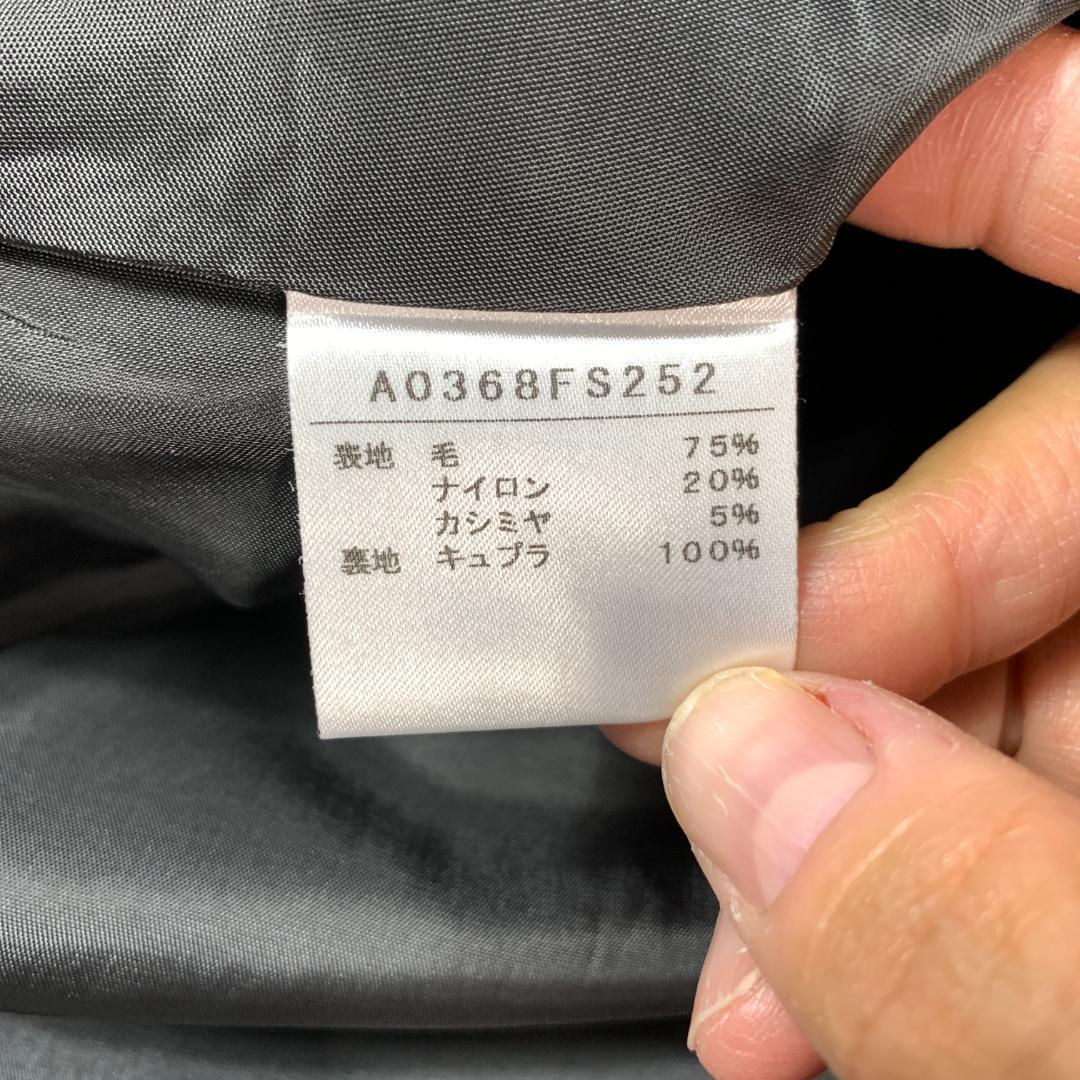 A0368FS252
表地 毛 75%
ナイロン 20%
カシミヤ 5%
裏地 キュプラ 100%